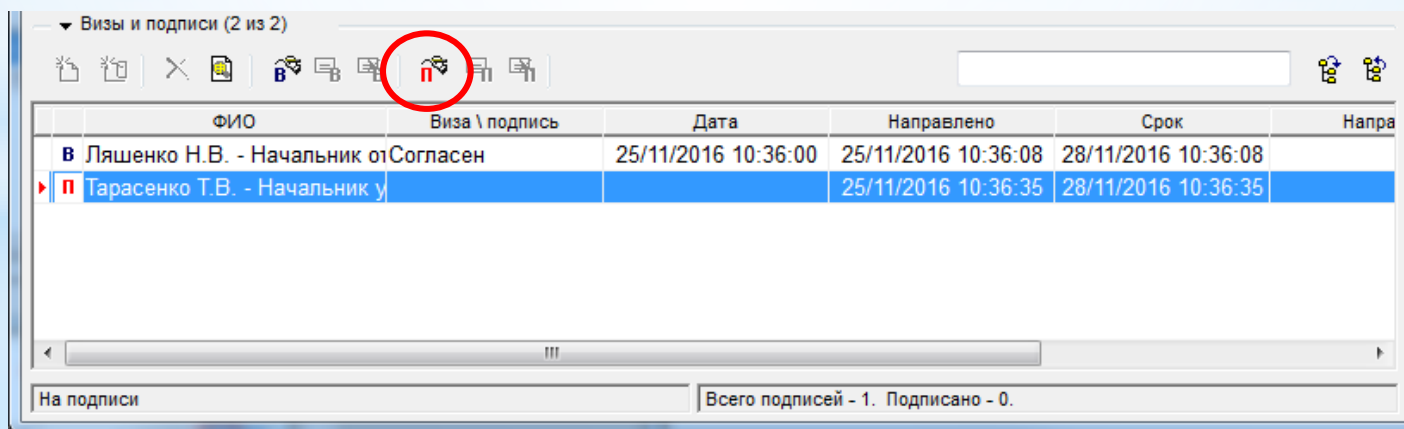 Визы и подписи (2 из 2)
В В В П П П
ФИО Виза \ подпись Дата Направлено Срок Напра
В Ляшенко Н.В. - Начальник от Согласен 25/11/2016 10:36:00 25/11/2016 10:36:08 28/11/2016 10:36:08
П Тарасенко Т.В. - Начальник у 25/11/2016 10:36:35 28/11/2016 10:36:35
На подписи Всего подписей - 1. Подписано - 0.